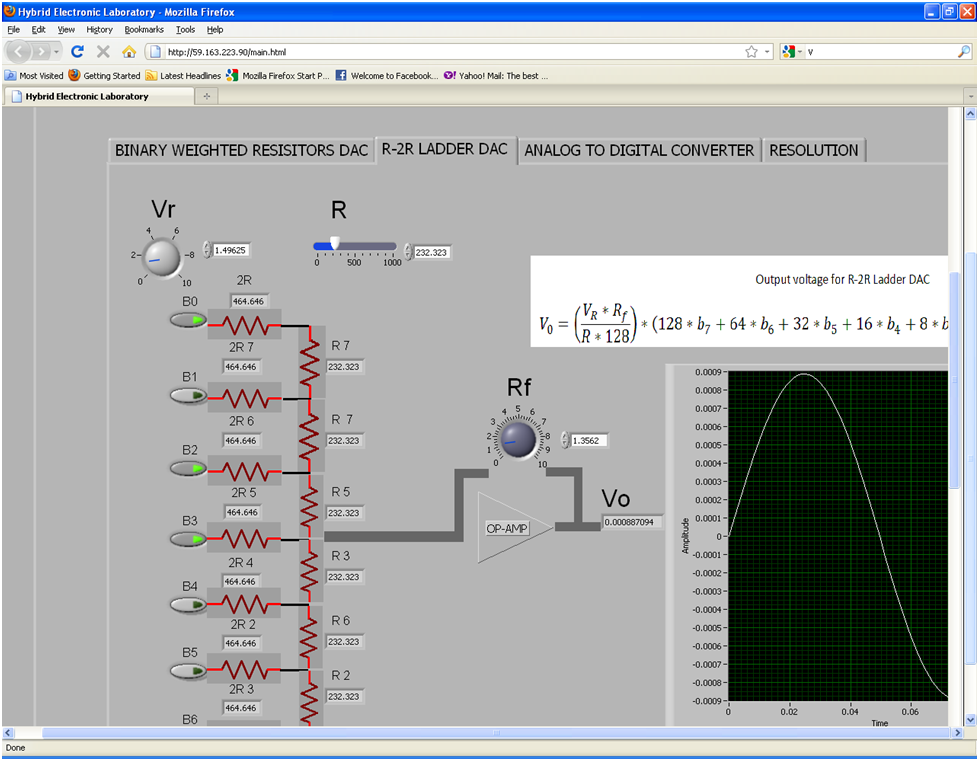 Hybrid Electronic Laboratory - Mozilla Firefox
File Edit View History Bookmarks Tools Help
http://59.163.223.90/main.html
v
Most Visited Getting Started Latest Headlines Mozilla Firefox Start P... Welcome to Facebook... Yahoo! Mail: The best ...
Hybrid Electronic Laboratory
BINARY WEIGHTED RESISITORS DAC R-2R LADDER DAC ANALOG TO DIGITAL CONVERTER RESOLUTION
Vr
0 2 4 6 8 10
1.49625
R
0 500 1000
232.323
Output voltage for R-2R Ladder DAC
V₀ = (V_R * R_f / R * 128) * (128 * b₇ + 64 * b₆ + 32 * b₅ + 16 * b₄ + 8 * b
2R
464.646
B0
2R 7
464.646
R 7
232.323
B1
2R 6
464.646
R 7
232.323
B2
2R 5
464.646
R 5
232.323
B3
2R 4
464.646
R 3
232.323
B4
2R 2
464.646
R 6
232.323
B5
2R 3
464.646
R 2
232.323
B6
Rf
0 1 2 3 4 5 6 7 8 9 10
1.3562
OP-AMP
Vo
0.000887094
Amplitude
0.0009
0.0008
0.0007
0.0006
0.0005
0.0004
0.0003
0.0002
0.0001
0
-0.0001
-0.0002
-0.0003
-0.0004
-0.0005
-0.0006
-0.0007
-0.0008
-0.0009
0 0.02 0.04 0.06
Time
Done